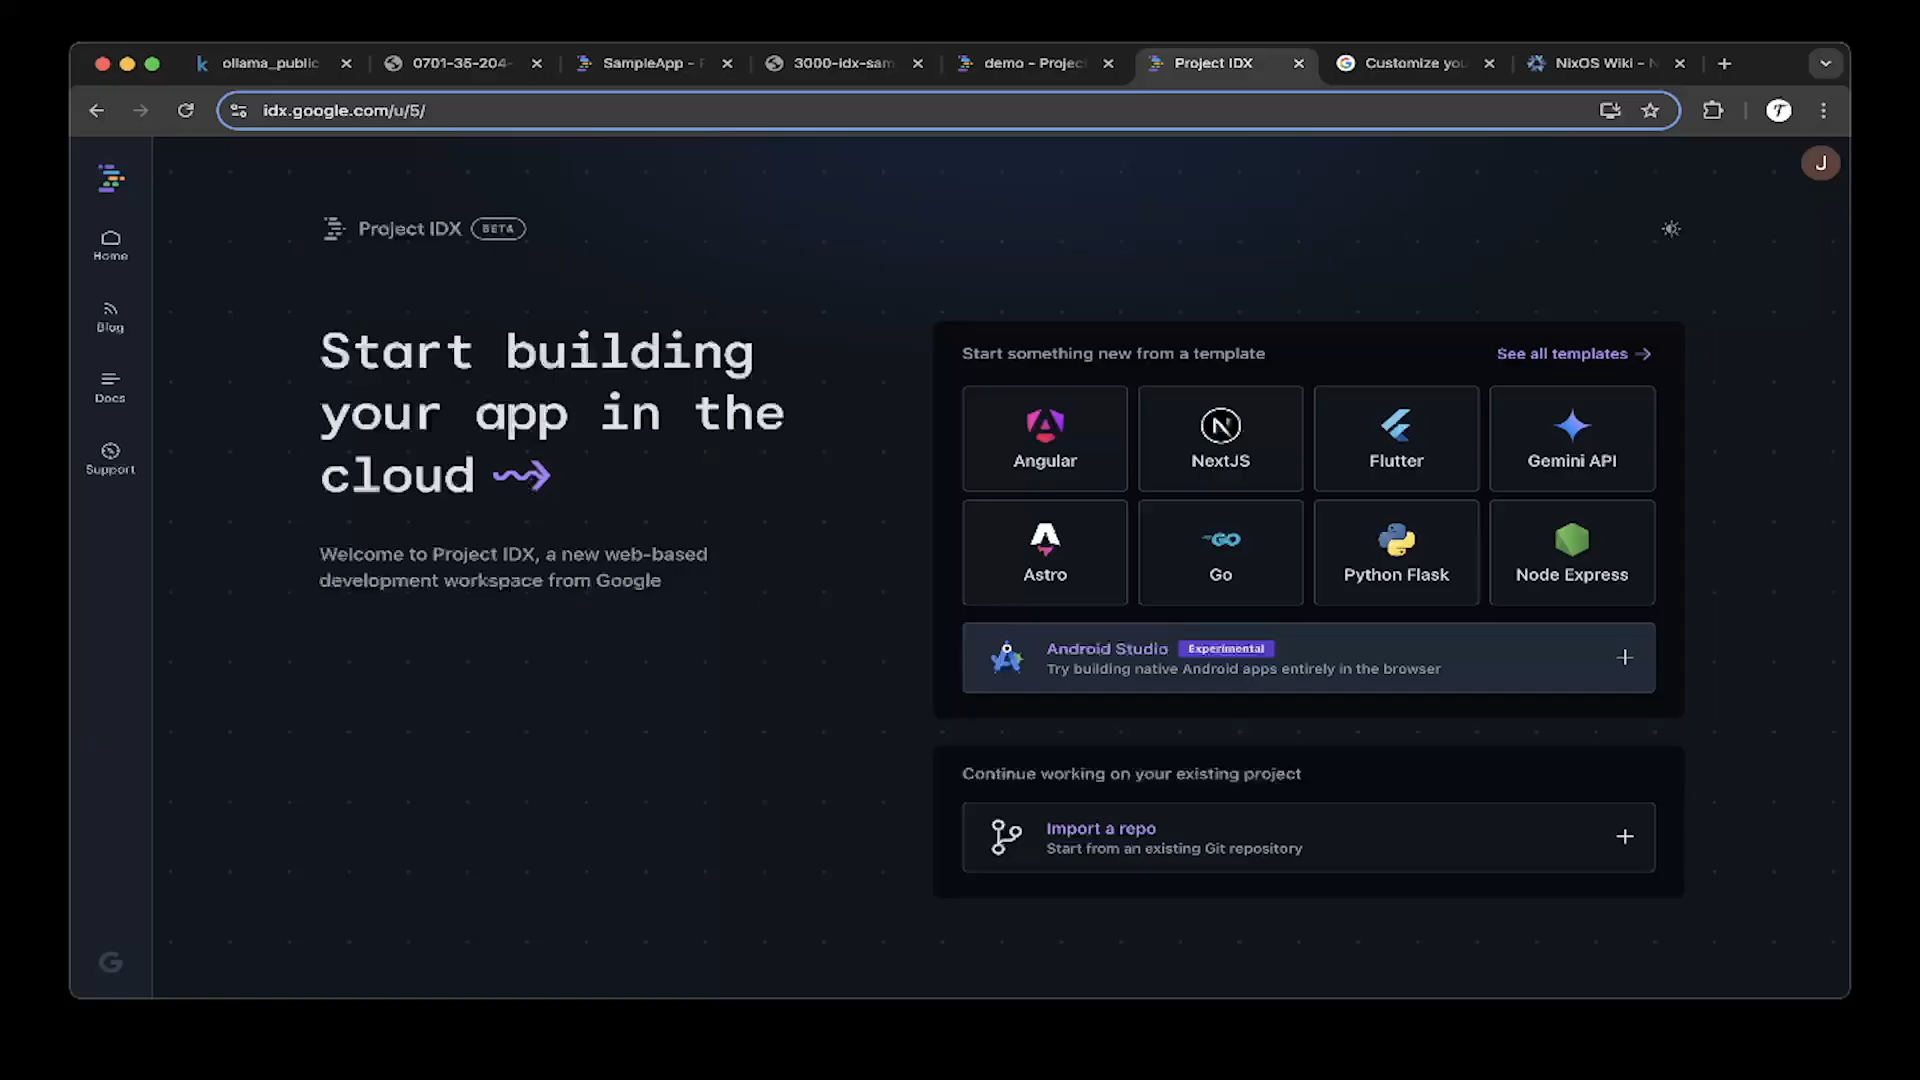 ollama_public
0701-35-204-
SampleApp - F
3000-idx-sam
demo - Projec
Project IDX
Customize you
NixOS Wiki - N
idx.google.com/u/5/
J
Home
Blog
Docs
Support
Project IDX BETA
Start building
your app in the
cloud
Welcome to Project IDX, a new web-based
development workspace from Google
Start something new from a template
See all templates
Angular
NextJS
Flutter
Gemini API
Astro
GO
Go
Python Flask
Node Express
Android Studio Experimental
Try building native Android apps entirely in the browser
Continue working on your existing project
Import a repo
Start from an existing Git repository
G